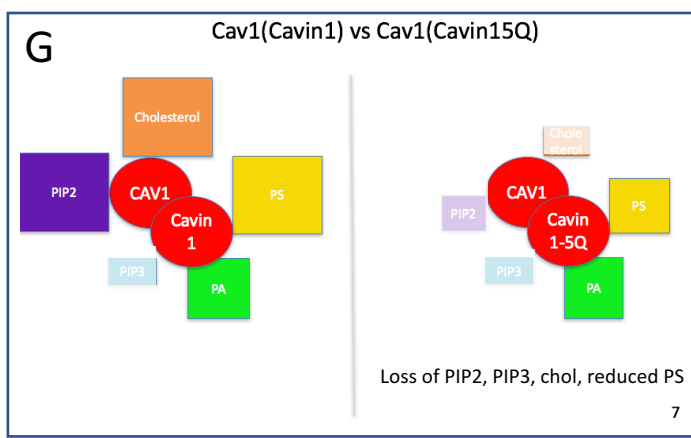 G
Cav1(Cavin1) vs Cav1(Cavin15Q)
Cholesterol
PIP2
CAV1
PS
Cavin
1
PIP3
PA
Chole
sterol
CAV1
PIP2
PS
Cavin
1-5Q
PIP3
PA
Loss of PIP2, PIP3, chol, reduced PS
7